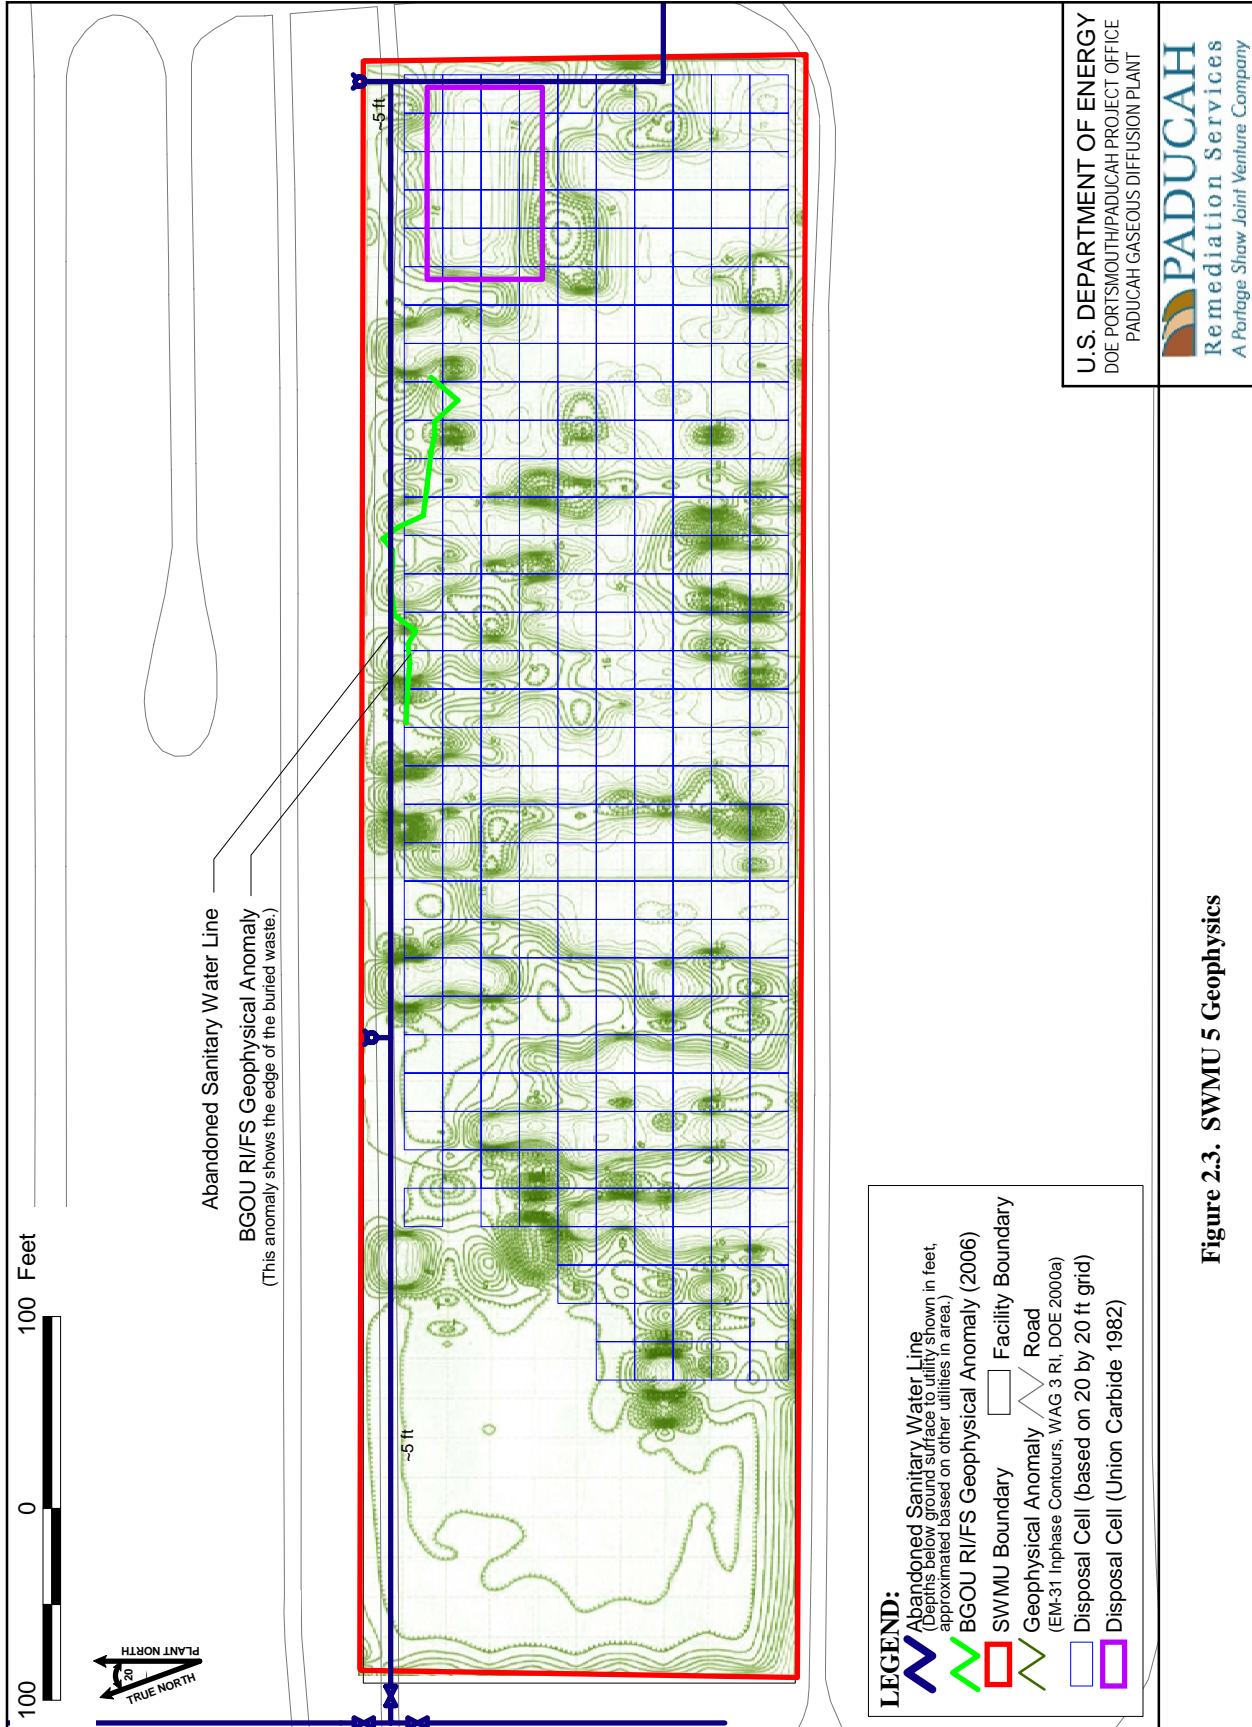 100 0 100 Feet
PLANT NORTH
20
TRUE NORTH
Abandoned Sanitary Water Line
BGOU RI/FS Geophysical Anomaly
(This anomaly shows the edge of the buried waste.)
~5 ft
~5 ft
LEGEND:
Abandoned Sanitary Water Line
(Depths below ground surface to utility shown in feet,
approximated based on other utilities in area.)
BGOU RI/FS Geophysical Anomaly (2006)
SWMU Boundary
Facility Boundary
Geophysical Anomaly
Road
(EM-31 Inphase Contours, WAG 3 RI, DOE 2000a)
Disposal Cell (based on 20 by 20 ft grid)
Disposal Cell (Union Carbide 1982)
Figure 2.3. SWMU 5 Geophysics
U.S. DEPARTMENT OF ENERGY
DOE PORTSMOUTH/PADUCAH PROJECT OFFICE
PADUCAH GASEOUS DIFFUSION PLANT
PADUCAH
Remediation Services
A Portage Shaw Joint Venture Company